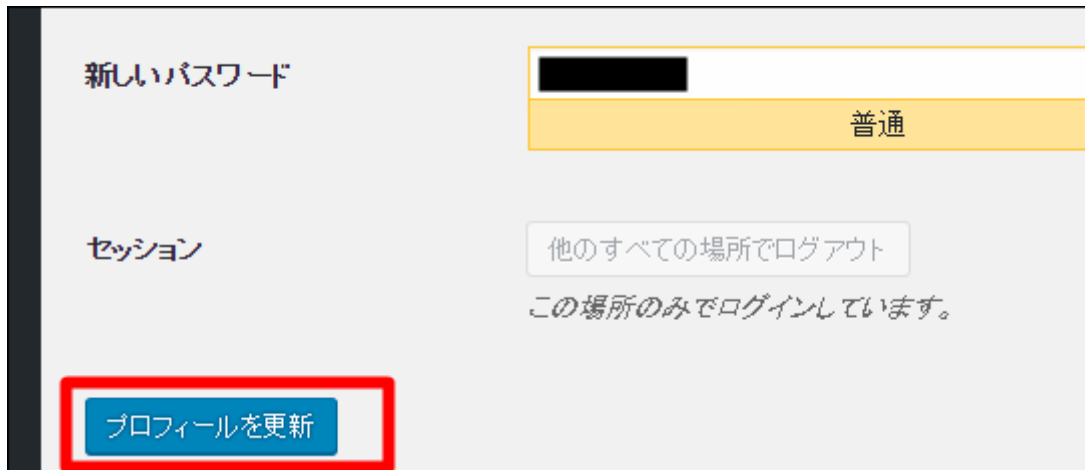 新しいパスワード
普通
セッション
他のすべての場所でログアウト
この場所のみでログインしています。
プロフィールを更新